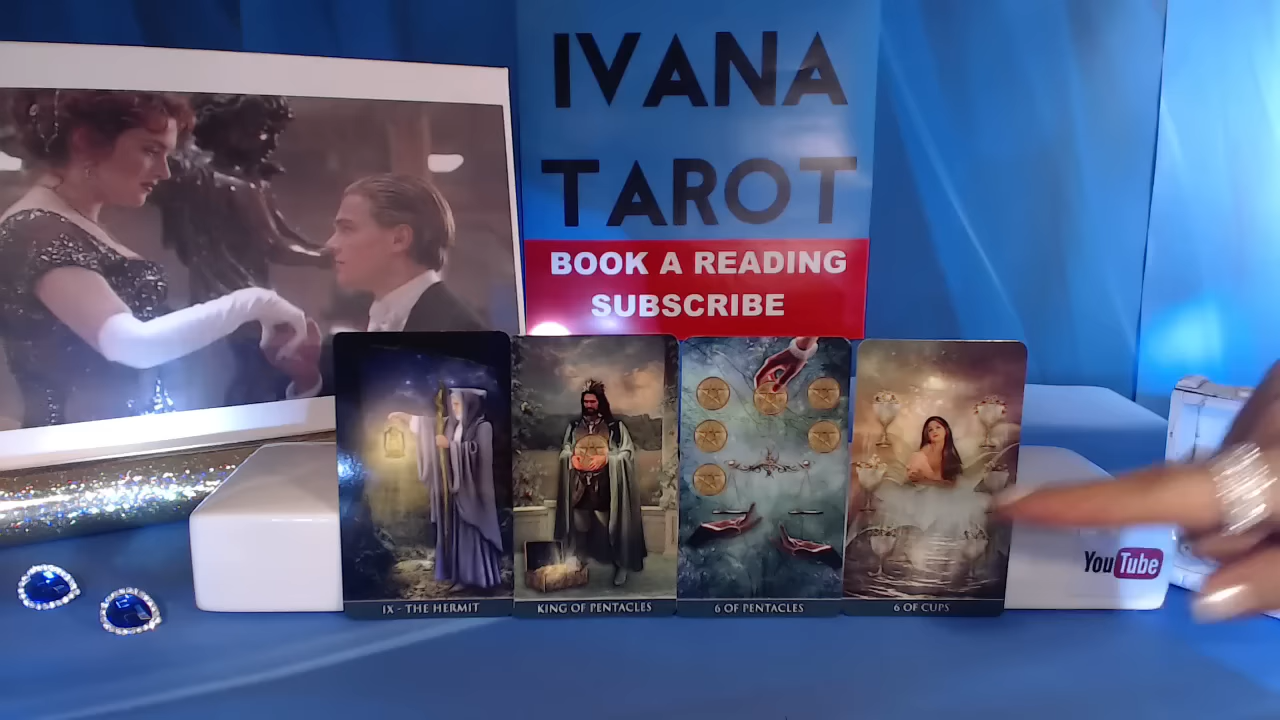 IVANA
TAROT
BOOK A READING
SUBSCRIBE
IX - THE HERMIT
KING OF PENTACLES
6 OF PENTACLES
6 OF CUPS
YouTube